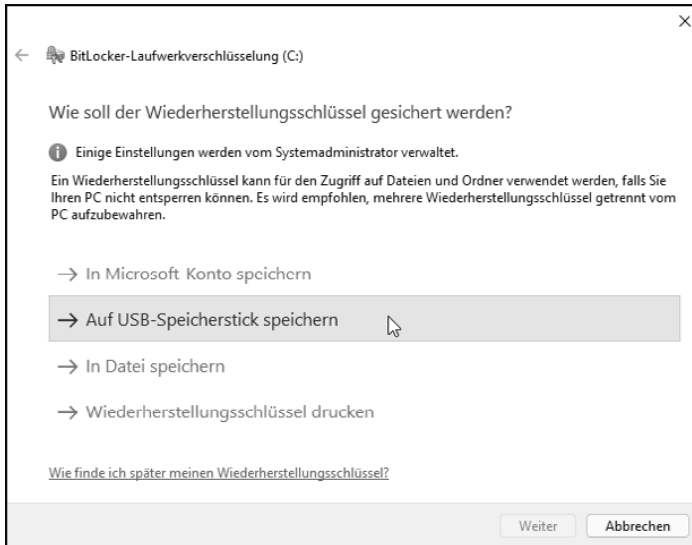 BitLocker-Laufwerkverschlüsselung (C:)
Wie soll der Wiederherstellungsschlüssel gesichert werden?
Einige Einstellungen werden vom Systemadministrator verwaltet.
Ein Wiederherstellungsschlüssel kann für den Zugriff auf Dateien und Ordner verwendet werden, falls Sie
Ihren PC nicht entsperren können. Es wird empfohlen, mehrere Wiederherstellungsschlüssel getrennt vom
PC aufzubewahren.
→ In Microsoft Konto speichern
→ Auf USB-Speicherstick speichern
→ In Datei speichern
→ Wiederherstellungsschlüssel drucken
Wie finde ich später meinen Wiederherstellungsschlüssel?
Weiter Abbrechen